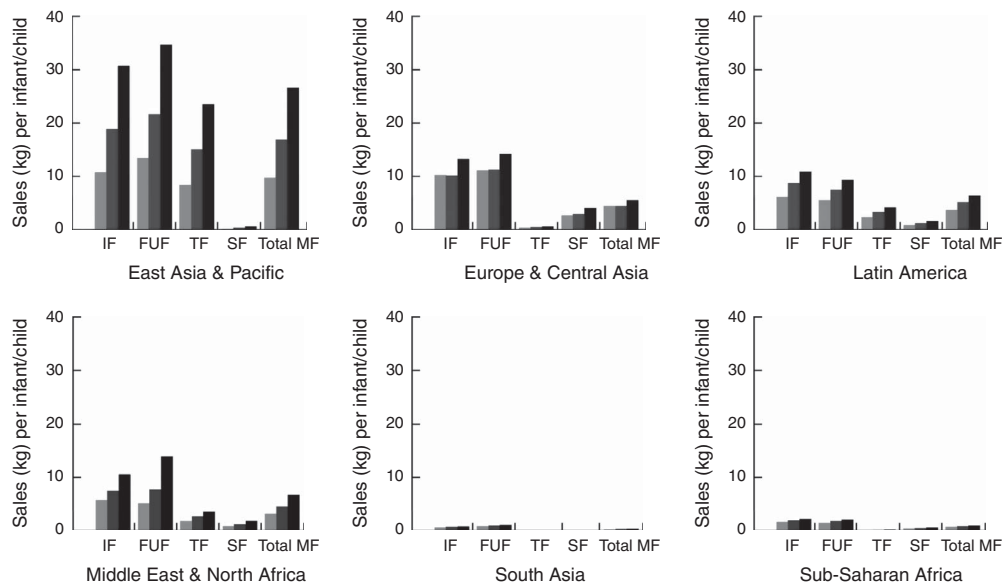 Sales (kg) per infant/child
40
30
20
10
0
IF FUF TF SF Total MF
East Asia & Pacific
Sales (kg) per infant/child
40
30
20
10
0
IF FUF TF SF Total MF
Europe & Central Asia
Sales (kg) per infant/child
40
30
20
10
0
IF FUF TF SF Total MF
Latin America
Sales (kg) per infant/child
40
30
20
10
0
IF FUF TF SF Total MF
Middle East & North Africa
Sales (kg) per infant/child
40
30
20
10
0
IF FUF TF SF Total MF
South Asia
Sales (kg) per infant/child
40
30
20
10
0
IF FUF TF SF Total MF
Sub-Saharan Africa